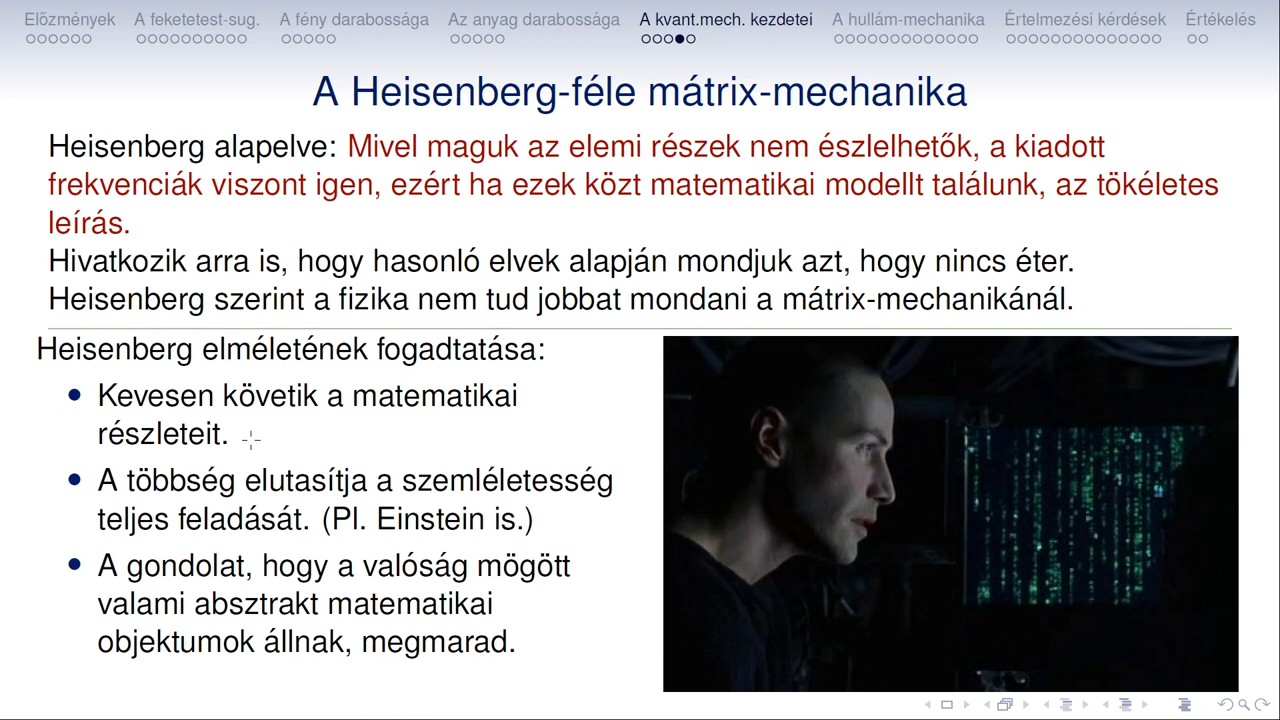 Előzmények A feketetest-sug. A fény darabossága Az anyag darabossága A kvant.mech. kezdetei A hullám-mechanika Értelmezési kérdések Értékelés
A Heisenberg-féle mátrix-mechanika
Heisenberg alapelve: Mivel maguk az elemi részek nem észlelhetők, a kiadott
frekvenciák viszont igen, ezért ha ezek közt matematikai modellt találunk, az tökéletes
leírás.
Hivatkozik arra is, hogy hasonló elvek alapján mondjuk azt, hogy nincs éter.
Heisenberg szerint a fizika nem tud jobbat mondani a mátrix-mechanikánál.
Heisenberg elméletének fogadtatása:
• Kevesen követik a matematikai
részleteit.
• A többség elutasítja a szemléletesség
teljes feladását. (Pl. Einstein is.)
• A gondolat, hogy a valóság mögött
valami absztrakt matematikai
objektumok állnak, megmarad.